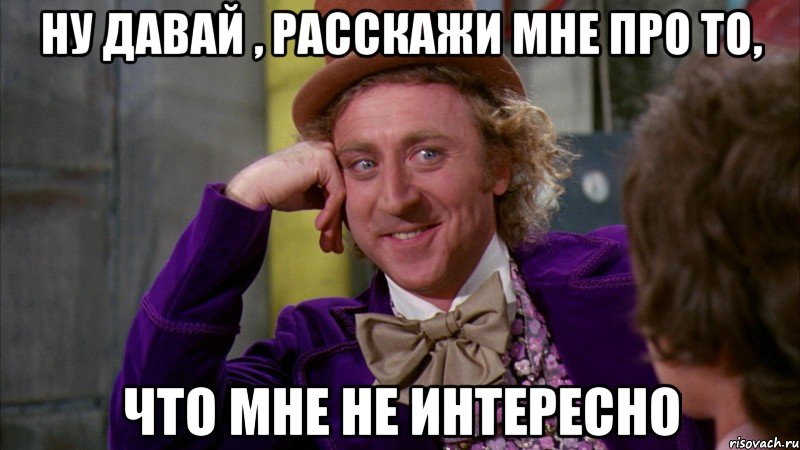 НУ ДАВАЙ , РАССКАЖИ МНЕ ПРО ТО,
ЧТО МНЕ НЕ ИНТЕРЕСНО
risovach.ru